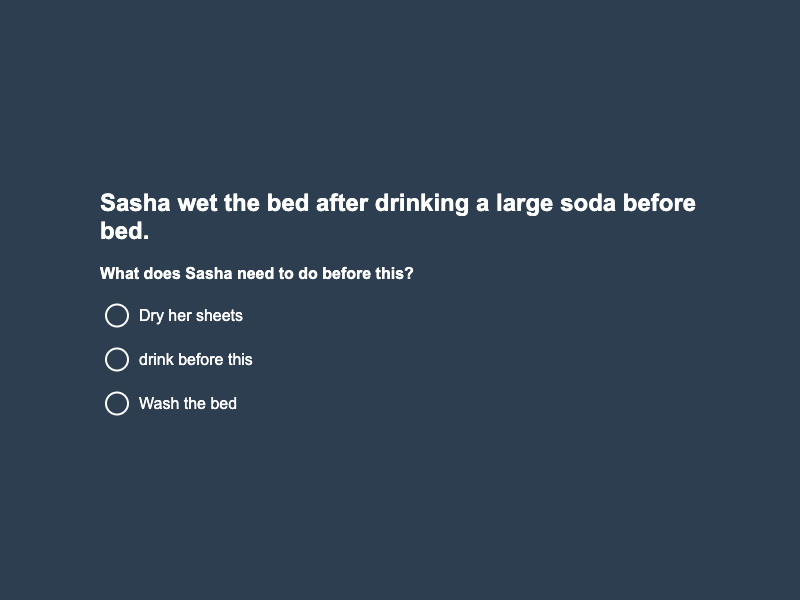 Sasha wet the bed after drinking a large soda before
bed.
What does Sasha need to do before this?
Dry her sheets
drink before this
Wash the bed